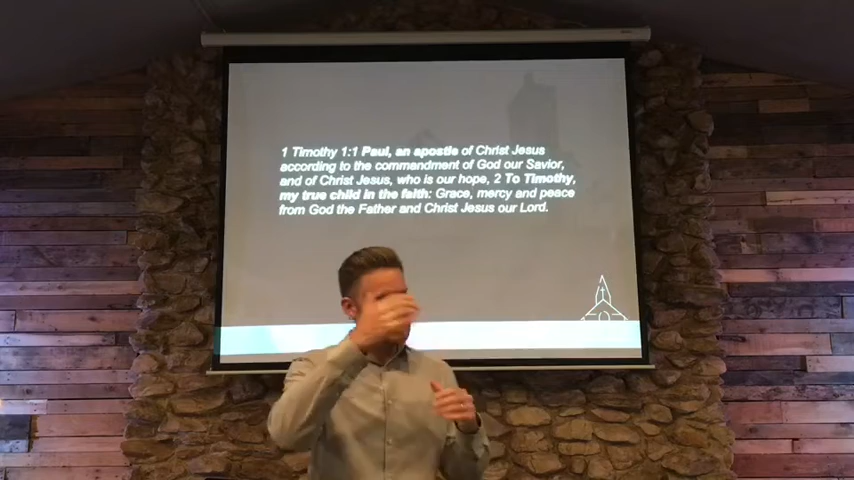 1 Timothy 1:1 Paul, an apostle of Christ Jesus
according to the commandment of God our Savior,
and of Christ Jesus, who is our hope, 2 To Timothy,
my true child in the faith: Grace, mercy and peace
from God the Father and Christ Jesus our Lord.